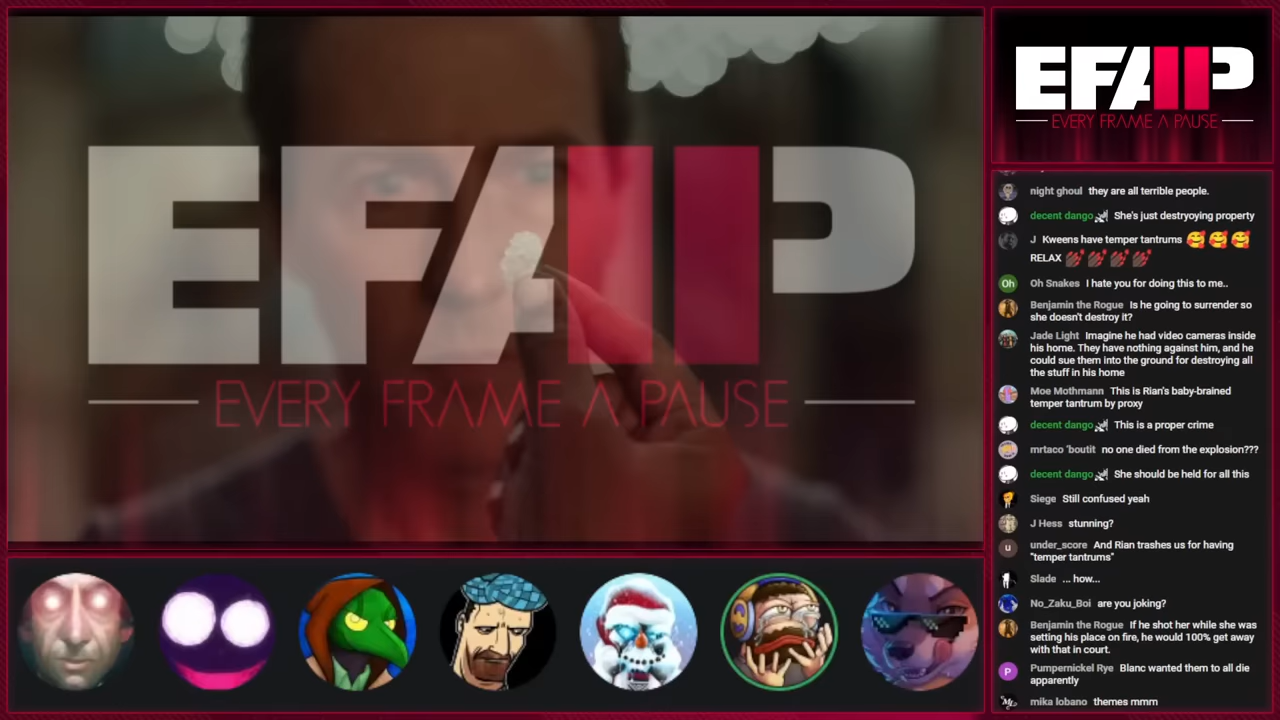 EFAP
EVERY FRAME A PAUSE
EFAP
EVERY FRAME A PAUSE
night ghoul they are all terrible people.
decent dango She's just destryoying property
J Kweens have temper tantrums 🥰 🥰 🥰
RELAX 💅🏿 💅🏿 💅🏿 💅🏿
Oh Oh Snakes I hate you for doing this to me..
Benjamin the Rogue Is he going to surrender so
she doesn't destroy it?
Jade Light Imagine he had video cameras inside
his home. They have nothing against him, and he
could sue them into the ground for destroying all
the stuff in his home
Moe Mothmann This is Rian's baby-brained
temper tantrum by proxy
decent dango This is a proper crime
mrtaco 'boutit no one died from the explosion???
decent dango She should be held for all this
Siege Still confused yeah
J Hess stunning?
u under_score And Rian trashes us for having
"temper tantrums"
Slade ... how...
No_Zaku_Boi are you joking?
Benjamin the Rogue If he shot her while she was
setting his place on fire, he would 100% get away
with that in court.
P Pumpernickel Rye Blanc wanted them to all die
apparently
mika lobano themes mmm